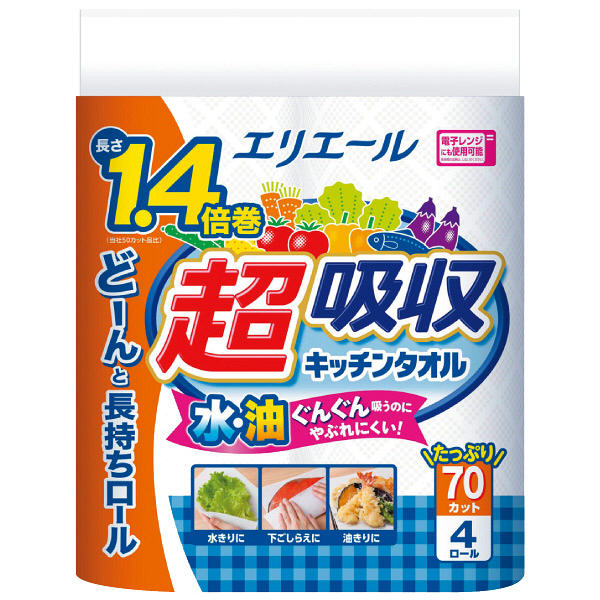 長さ
1.4倍巻
(当社50カット品比)
どーんと長持ちロール
エリエール
電子レンジ
にも使用可能
超吸収
キッチンタオル
水・油
ぐんぐん吸うのに
やぶれにくい!
水きりに
下ごしらえに
油きりに
たっぷり
70
カット
4
ロール